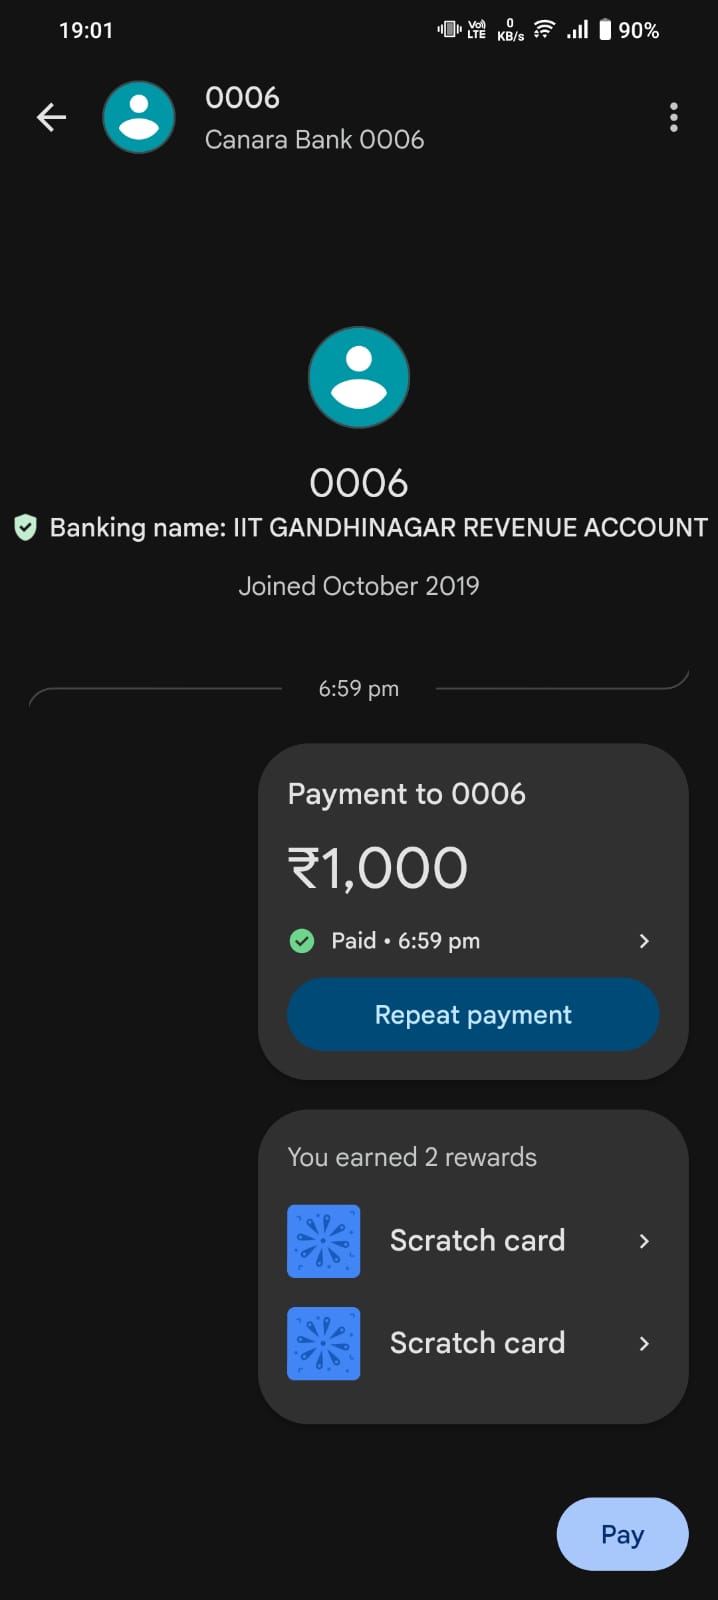 19:01 Vo) LTE 0 KB/s 90%
0006
Canara Bank 0006
0006
Banking name: IIT GANDHINAGAR REVENUE ACCOUNT
Joined October 2019
6:59 pm
Payment to 0006
₹1,000
Paid • 6:59 pm
Repeat payment
You earned 2 rewards
Scratch card
Scratch card
Pay